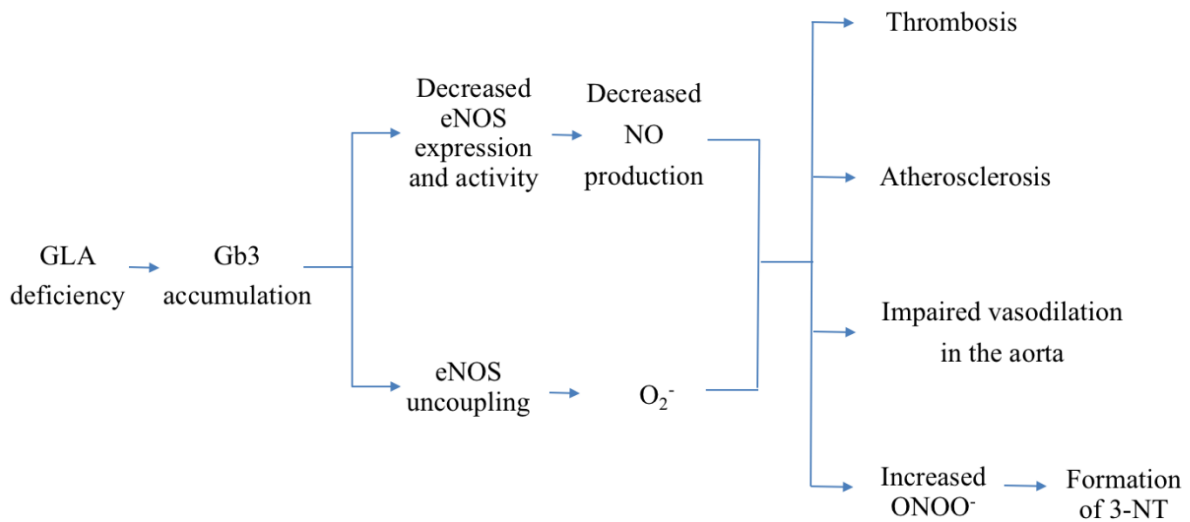 GLA
deficiency
Gb3
accumulation
Decreased
eNOS
expression
and activity
Decreased
NO
production
eNOS
uncoupling
O₂⁻
Thrombosis
Atherosclerosis
Impaired vasodilation
in the aorta
Increased
ONOO⁻
Formation
of 3-NT